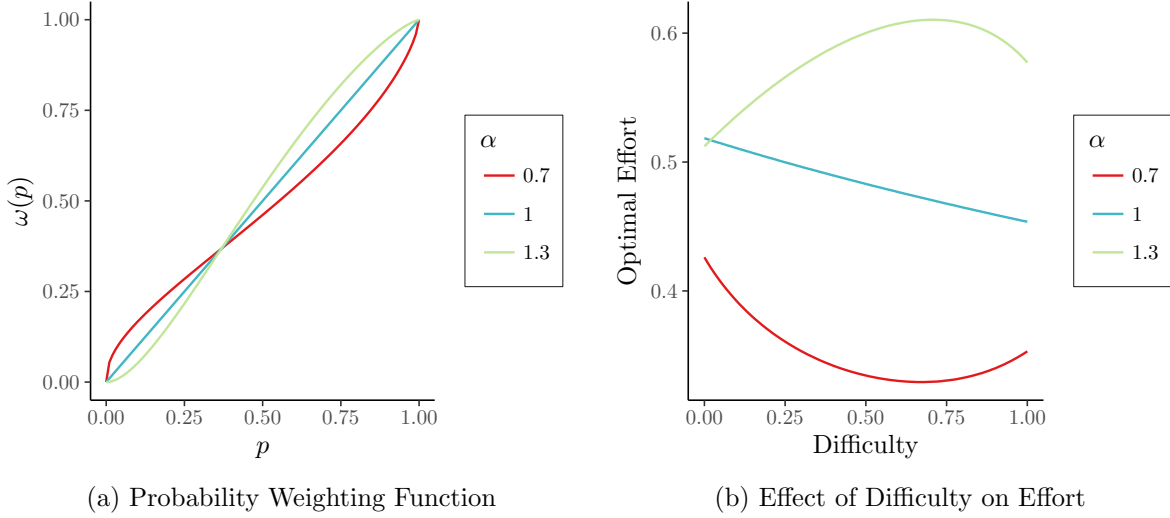 1.00
0.75
0.50
0.25
0.00
ω(p)
0.00 0.25 0.50 0.75 1.00
p
α
0.7
1
1.3
(a) Probability Weighting Function
0.6
0.5
0.4
Optimal Effort
0.00 0.25 0.50 0.75 1.00
Difficulty
α
0.7
1
1.3
(b) Effect of Difficulty on Effort